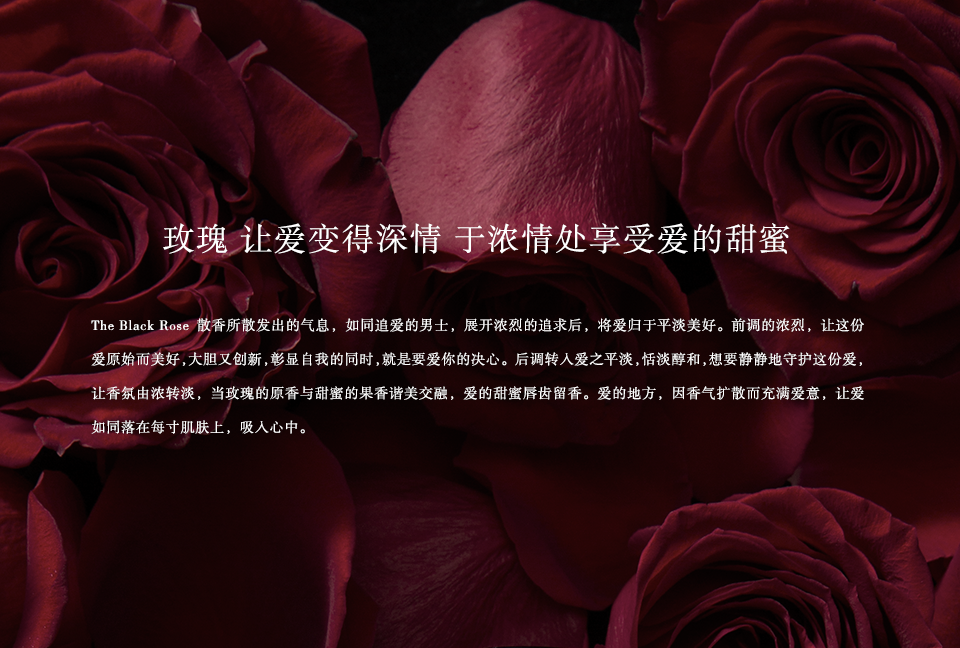 玫瑰 让爱变得深情 于浓情处享受爱的甜蜜
The Black Rose 散香所散发出的气息，如同追爱的男士，展开浓烈的追求后，将爱归于平淡美好。前调的浓烈，让这份
爱原始而美好,大胆又创新,彰显自我的同时,就是要爱你的决心。后调转入爱之平淡,恬淡醇和,想要静静地守护这份爱,
让香氛由浓转淡，当玫瑰的原香与甜蜜的果香谐美交融，爱的甜蜜唇齿留香。爱的地方，因香气扩散而充满爱意，让爱
如同落在每寸肌肤上，吸入心中。